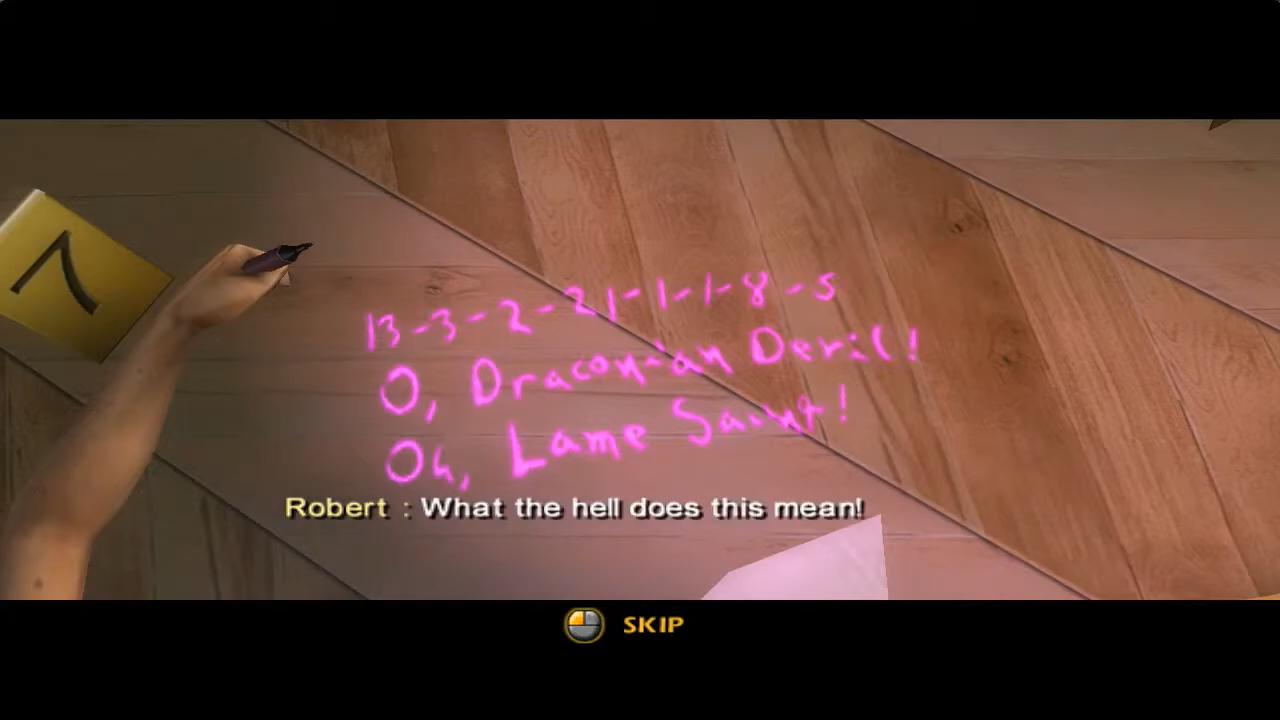 7
13-3-2-21-1-1-8-5
O, Draconian Devil!
Oh, Lame Saint!
Robert : What the hell does this mean!
SKIP